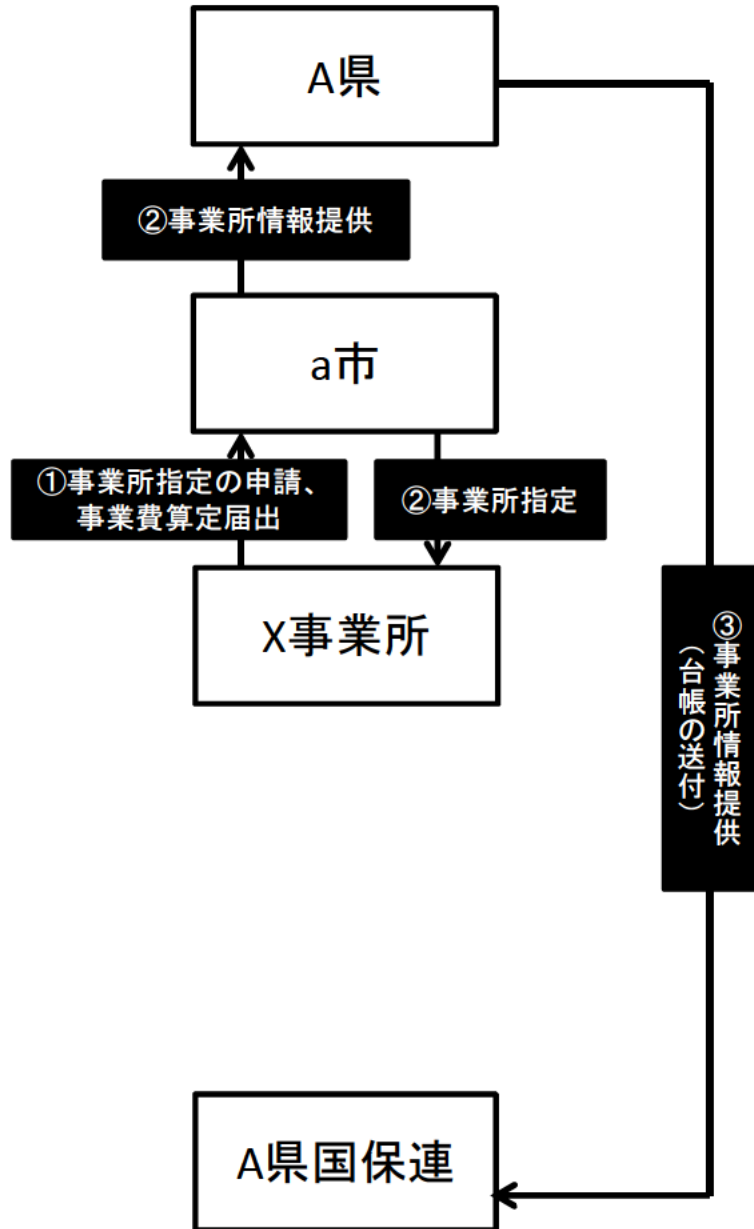 A県
②事業所情報提供
a市
①事業所指定の申請、
事業費算定届出
②事業所指定
X事業所
③事業所情報提供
（台帳の送付）
A県国保連